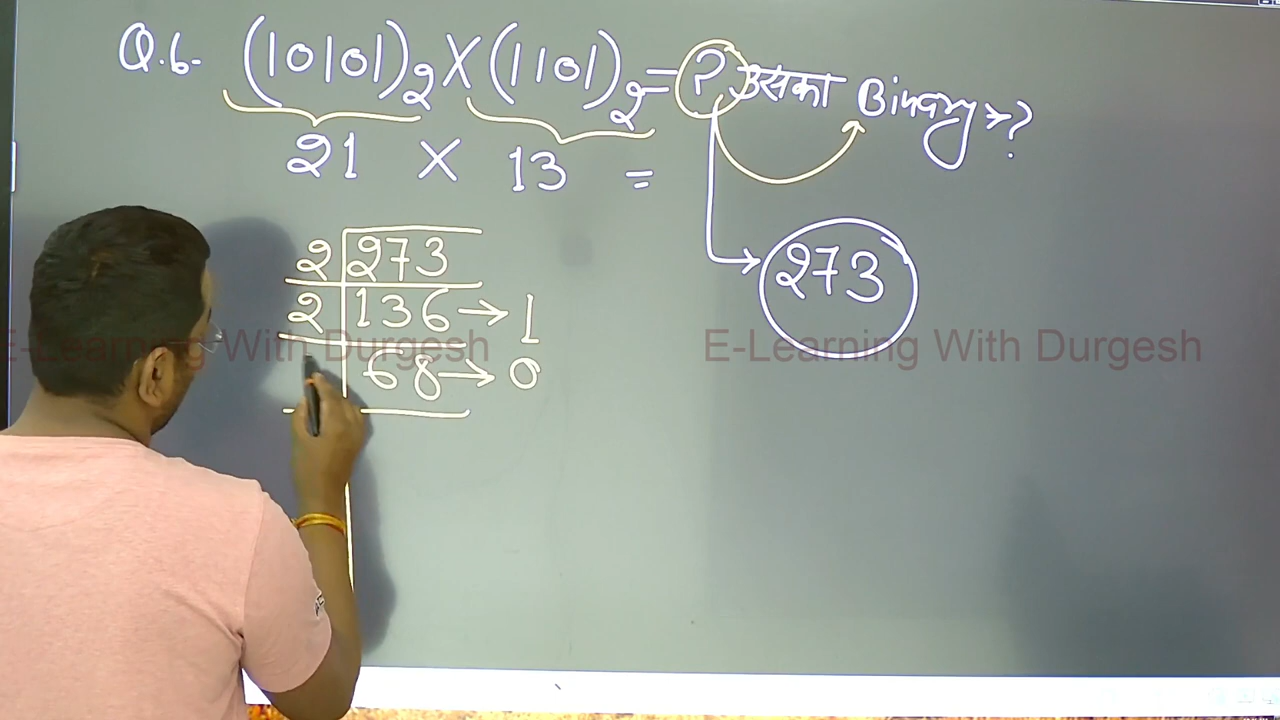 Q.6. (10101)2 X (1101)2 = ? उसका Binary → ?
21 X 13 =
2 273
2 136 → 1
68 → 0
273
E-Learning With Durgesh
E-Learning With Durgesh